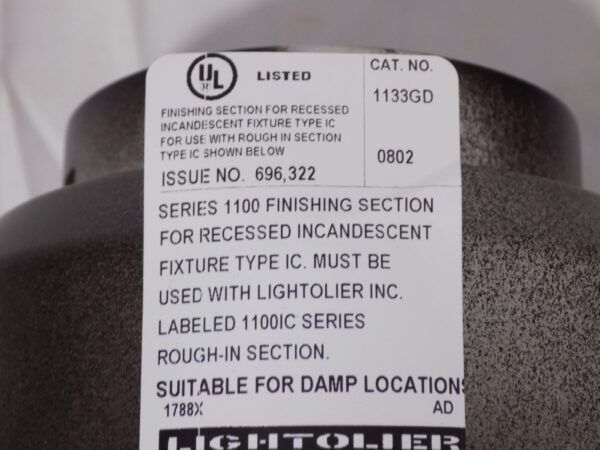 UL LISTED
CAT. NO.
1133GD
FINISHING SECTION FOR RECESSED
INCANDESCENT FIXTURE TYPE IC
FOR USE WITH ROUGH IN SECTION
TYPE IC SHOWN BELOW
0802
ISSUE NO. 696,322
SERIES 1100 FINISHING SECTION
FOR RECESSED INCANDESCENT
FIXTURE TYPE IC. MUST BE
USED WITH LIGHTOLIER INC.
LABELED 1100IC SERIES
ROUGH-IN SECTION.
SUITABLE FOR DAMP LOCATIONS
1788X AD
LIGHTOLIER